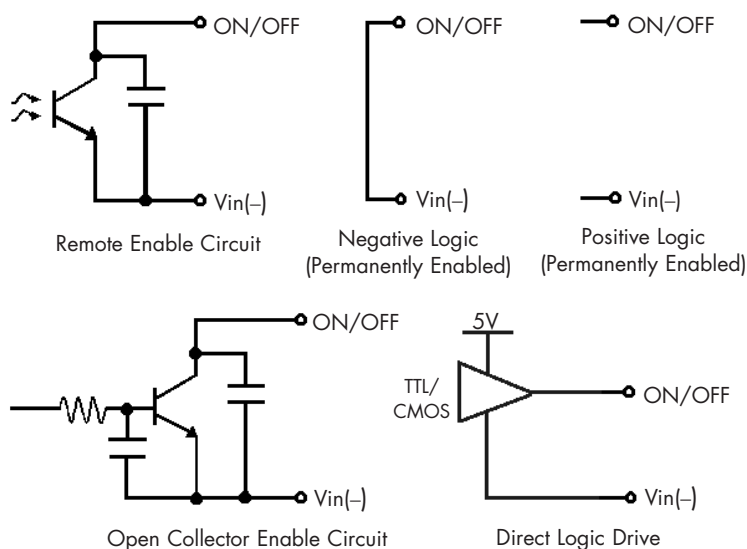 ON/OFF
Vin(–)
Remote Enable Circuit
ON/OFF
Vin(–)
Negative Logic
(Permanently Enabled)
ON/OFF
Vin(–)
Positive Logic
(Permanently Enabled)
ON/OFF
Vin(–)
Open Collector Enable Circuit
5V
TTL/
CMOS
ON/OFF
Vin(–)
Direct Logic Drive